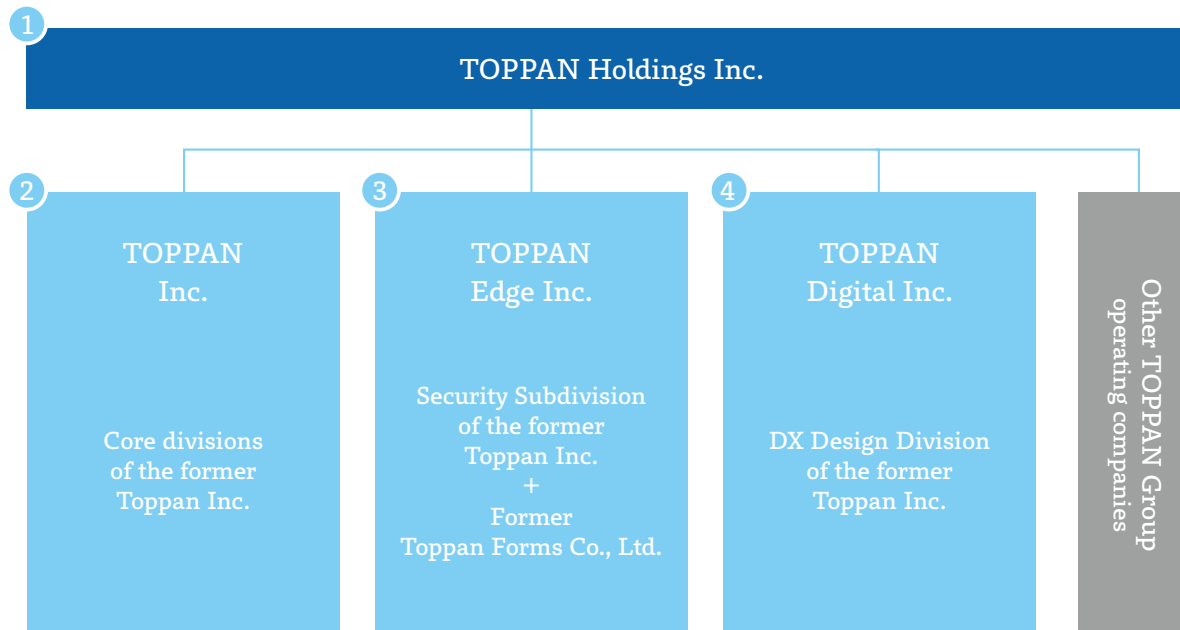 1
TOPPAN Holdings Inc.
2
TOPPAN
Inc.
Core divisions
of the former
Toppan Inc.
3
TOPPAN
Edge Inc.
Security Subdivision
of the former
Toppan Inc.
+
Former
Toppan Forms Co., Ltd.
4
TOPPAN
Digital Inc.
DX Design Division
of the former
Toppan Inc.
Other TOPPAN Group
operating companies